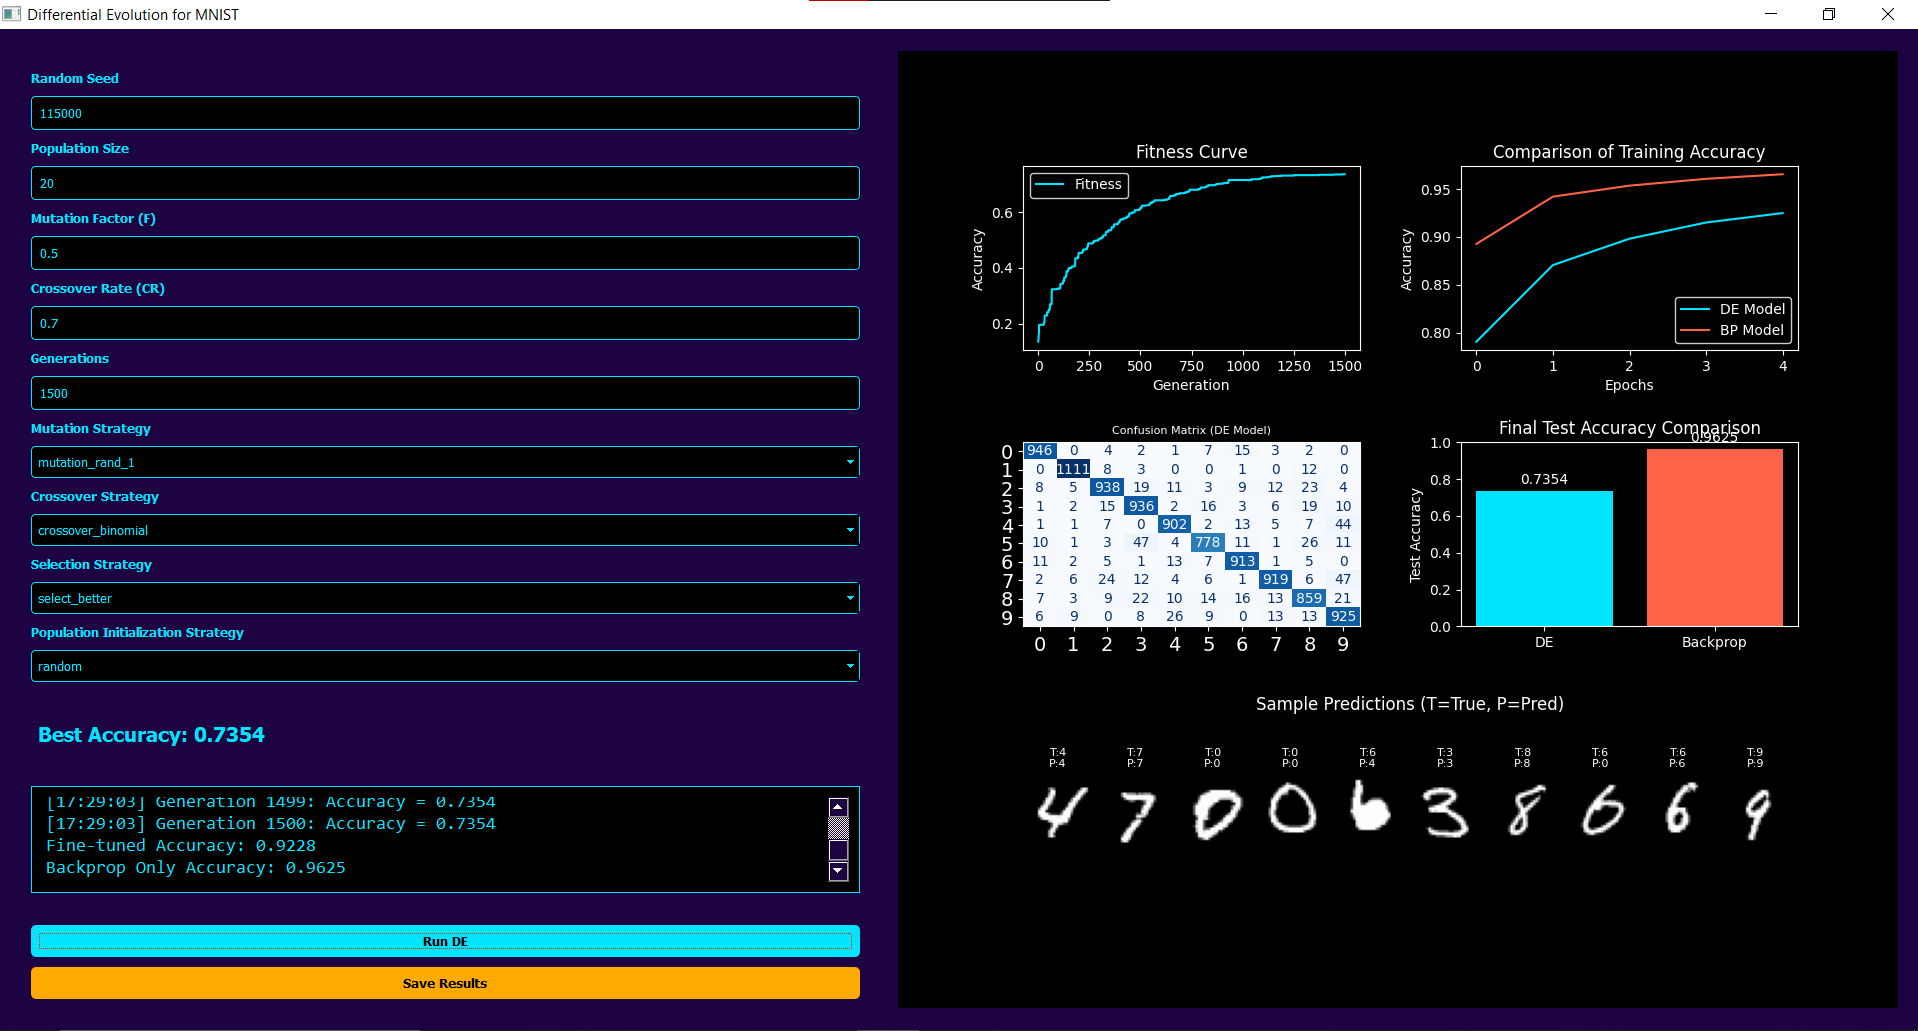 Differential Evolution for MNIST
Random Seed
115000
Population Size
20
Mutation Factor (F)
0.5
Crossover Rate (CR)
0.7
Generations
1500
Mutation Strategy
mutation_rand_1
Crossover Strategy
crossover_binomial
Selection Strategy
select_better
Population Initialization Strategy
random
Best Accuracy: 0.7354
[17:29:03] Generation 1499: Accuracy = 0.7354
[17:29:03] Generation 1500: Accuracy = 0.7354
Fine-tuned Accuracy: 0.9228
Backprop Only Accuracy: 0.9625
Run DE
Save Results
Fitness Curve
Fitness
Accuracy
0.6
0.4
0.2
0 250 500 750 1000 1250 1500
Generation
Comparison of Training Accuracy
Accuracy
0.95
0.90
0.85
0.80
DE Model
BP Model
0 1 2 3 4
Epochs
Confusion Matrix (DE Model)
0 946 0 4 2 1 7 15 3 2 0
1 0 1111 8 3 0 0 1 0 12 0
2 8 5 938 19 11 3 9 12 23 4
3 1 2 15 936 2 16 3 6 19 10
4 1 1 7 0 902 2 13 5 7 44
5 10 1 3 47 4 778 11 1 26 11
6 11 2 5 1 13 7 913 1 5 0
7 2 6 24 12 4 6 1 919 6 47
8 7 3 9 22 10 14 16 13 859 21
9 6 9 0 8 26 9 0 13 13 925
0 1 2 3 4 5 6 7 8 9
Final Test Accuracy Comparison
0.9625
0.7354
Test Accuracy
1.0
0.8
0.6
0.4
0.2
0.0
DE Backprop
Sample Predictions (T=True, P=Pred)
T:4 T:7 T:0 T:0 T:6 T:3 T:8 T:6 T:6 T:9
P:4 P:7 P:0 P:0 P:4 P:3 P:8 P:0 P:6 P:9
4 7 0 0 6 3 8 6 6 9